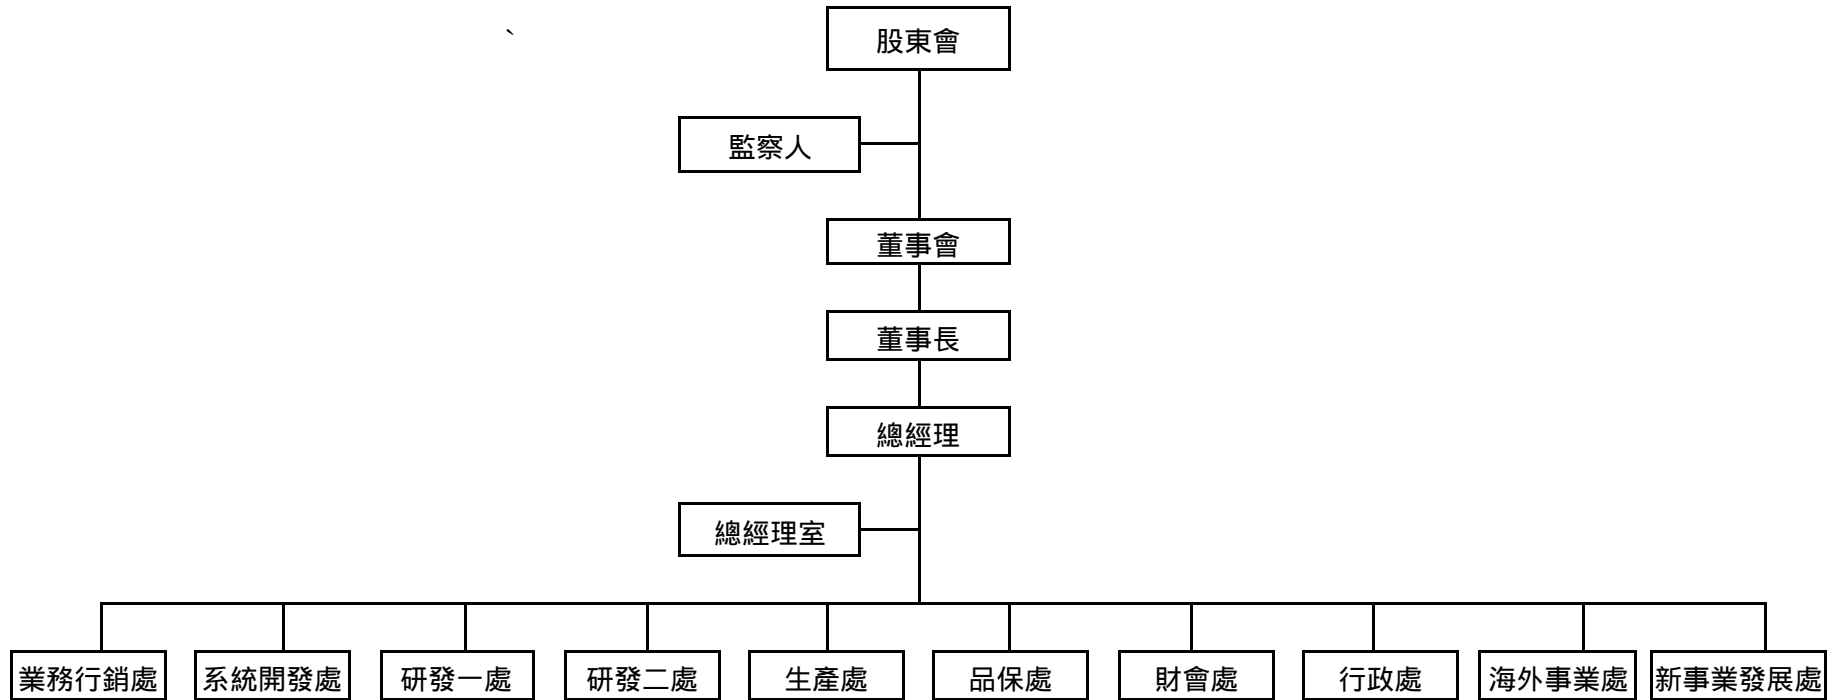 、
股東會
監察人
董事會
董事長
總經理
總經理室
業務行銷處
系統開發處
研發一處
研發二處
生產處
品保處
財會處
行政處
海外事業處
新事業發展處